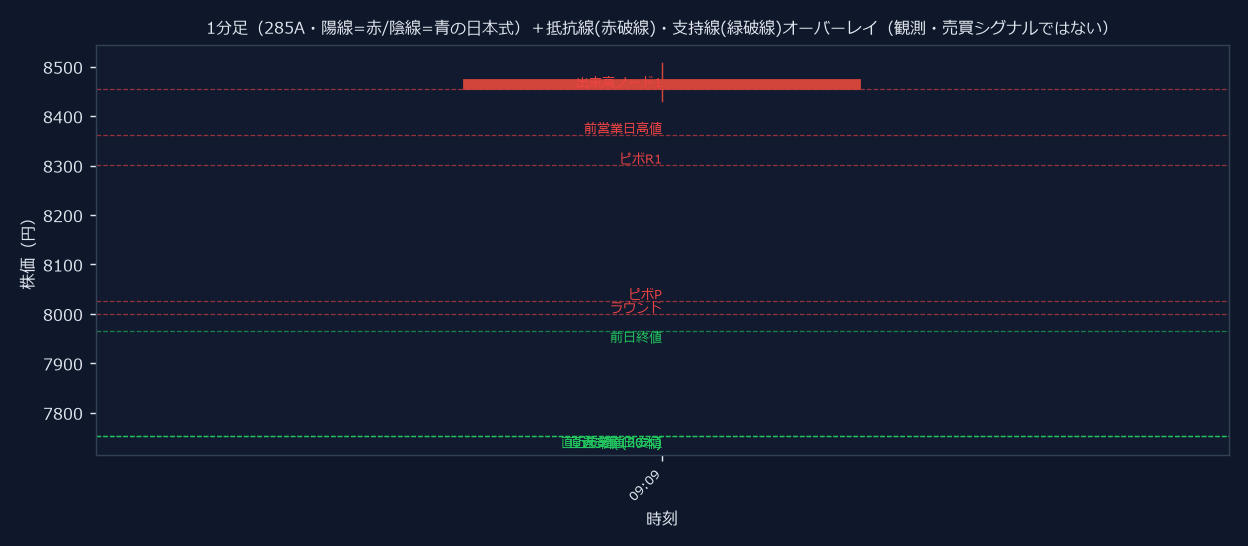 1分足（285A・陽線=赤/陰線=青の日本式）＋抵抗線(赤破線)・支持線(緑破線)オーバーレイ（観測・売買シグナルではない）
株価（円）
8500
8400
8300
8200
8100
8000
7900
7800
前営業日高値
ピボR1
ピボP
ラウンド
前日終値
09:09
時刻